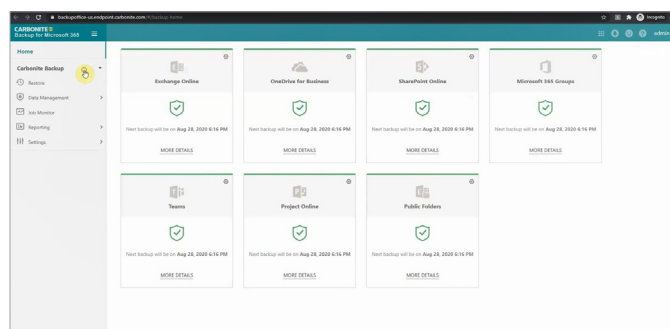 backupoffice-us.endpoint.carbonite.com/#/backup-home
Incognito
CARBONITE
Backup for Microsoft 365
admin
Home
Carbonite Backup
Restore
Data Management
Job Monitor
Reporting
Settings
Exchange Online
Next backup will be on Aug 28, 2020 6:16 PM
MORE DETAILS
OneDrive for Business
Next backup will be on Aug 28, 2020 6:16 PM
MORE DETAILS
SharePoint Online
Next backup will be on Aug 28, 2020 6:16 PM
MORE DETAILS
Microsoft 365 Groups
Next backup will be on Aug 28, 2020 6:16 PM
MORE DETAILS
Teams
Next backup will be on Aug 28, 2020 6:16 PM
MORE DETAILS
Project Online
Next backup will be on Aug 28, 2020 6:16 PM
MORE DETAILS
Public Folders
Next backup will be on Aug 28, 2020 6:16 PM
MORE DETAILS